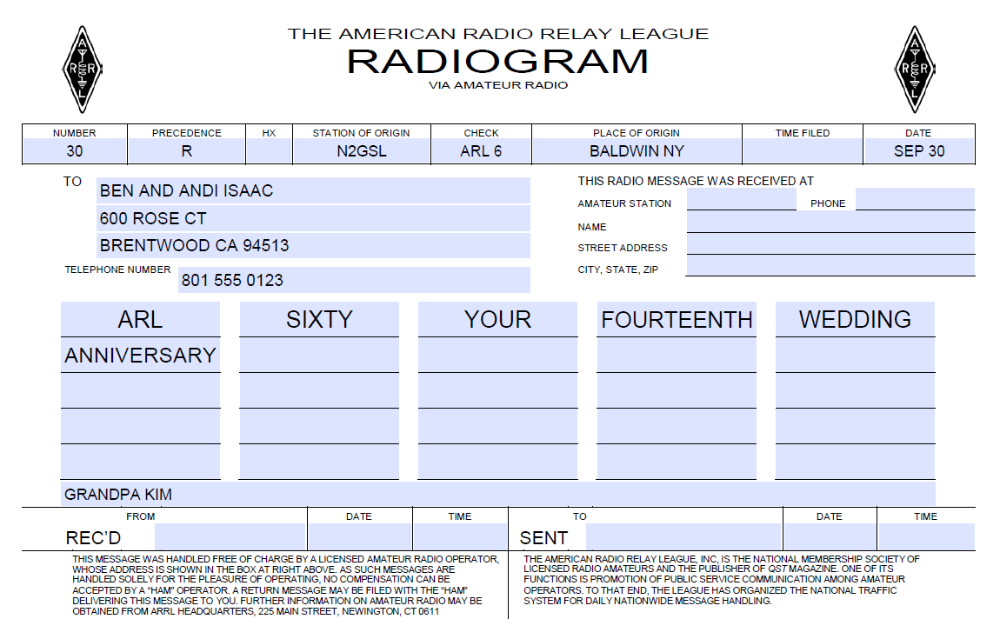 THE AMERICAN RADIO RELAY LEAGUE
RADIOGRAM
VIA AMATEUR RADIO
A
R R
L
A
R R
L
NUMBER PRECEDENCE HX STATION OF ORIGIN CHECK PLACE OF ORIGIN TIME FILED DATE
30 R N2GSL ARL 6 BALDWIN NY SEP 30
TO
BEN AND ANDI ISAAC
600 ROSE CT
BRENTWOOD CA 94513
TELEPHONE NUMBER 801 555 0123
THIS RADIO MESSAGE WAS RECEIVED AT
AMATEUR STATION PHONE
NAME
STREET ADDRESS
CITY, STATE, ZIP
ARL SIXTY YOUR FOURTEENTH WEDDING
ANNIVERSARY
GRANDPA KIM
FROM DATE TIME TO DATE TIME
REC'D SENT
THIS MESSAGE WAS HANDLED FREE OF CHARGE BY A LICENSED AMATEUR RADIO OPERATOR,
WHOSE ADDRESS IS SHOWN IN THE BOX AT RIGHT ABOVE. AS SUCH MESSAGES ARE
HANDLED SOLELY FOR THE PLEASURE OF OPERATING, NO COMPENSATION CAN BE
ACCEPTED BY A “HAM” OPERATOR. A RETURN MESSAGE MAY BE FILED WITH THE “HAM”
DELIVERING THIS MESSAGE TO YOU. FURTHER INFORMATION ON AMATEUR RADIO MAY BE
OBTAINED FROM ARRL HEADQUARTERS, 225 MAIN STREET, NEWINGTON, CT 0611
THE AMERICAN RADIO RELAY LEAGUE, INC, IS THE NATIONAL MEMBERSHIP SOCIETY OF
LICENSED RADIO AMATEURS AND THE PUBLISHER OF QST MAGAZINE. ONE OF ITS
FUNCTIONS IS PROMOTION OF PUBLIC SERVICE COMMUNICATION AMONG AMATEUR
OPERATORS. TO THAT END, THE LEAGUE HAS ORGANIZED THE NATIONAL TRAFFIC
SYSTEM FOR DAILY NATIONWIDE MESSAGE HANDLING.